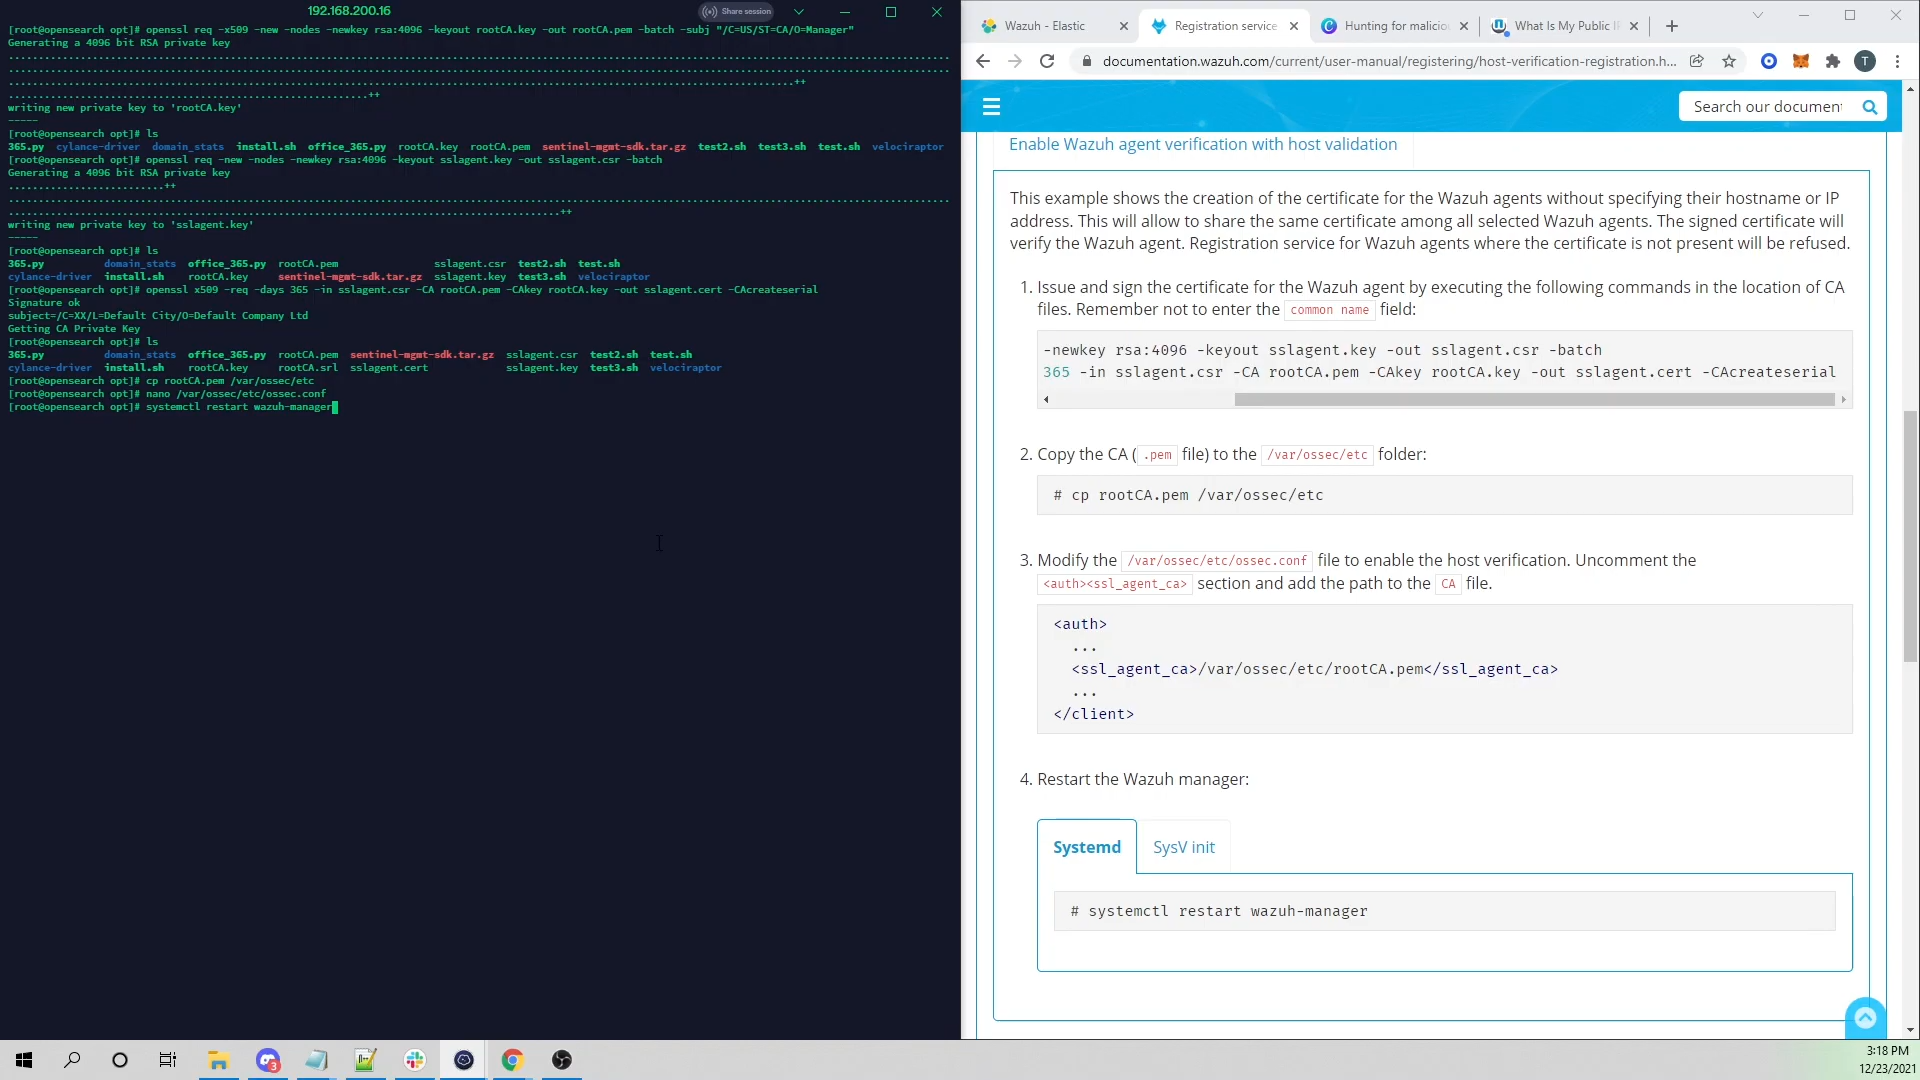 192.168.200.16
Share session
[root@opensearch opt]# openssl req -x509 -new -nodes -newkey rsa:4096 -keyout rootCA.key -out rootCA.pem -batch -subj "/C=US/ST=CA/O=Manager"
Generating a 4096 bit RSA private key
................................................................................................................................................................
................................................................................................................................................................
....................................................................................................................................++
............................................................++
writing new private key to 'rootCA.key'
-----
[root@opensearch opt]# ls
365.py cylance-driver domain_stats install.sh office_365.py rootCA.key rootCA.pem sentinel-mgmt-sdk.tar.gz test2.sh test3.sh test.sh velociraptor
[root@opensearch opt]# openssl req -new -nodes -newkey rsa:4096 -keyout sslagent.key -out sslagent.csr -batch
Generating a 4096 bit RSA private key
..........................++
................................................................................................................................................................
............................................................................................++
writing new private key to 'sslagent.key'
-----
[root@opensearch opt]# ls
365.py domain_stats office_365.py rootCA.pem sslagent.csr test2.sh test.sh
cylance-driver install.sh rootCA.key sentinel-mgmt-sdk.tar.gz sslagent.key test3.sh velociraptor
[root@opensearch opt]# openssl x509 -req -days 365 -in sslagent.csr -CA rootCA.pem -CAkey rootCA.key -out sslagent.cert -CAcreateserial
Signature ok
subject=/C=XX/L=Default City/O=Default Company Ltd
Getting CA Private Key
[root@opensearch opt]# ls
365.py domain_stats office_365.py rootCA.pem sentinel-mgmt-sdk.tar.gz sslagent.csr test2.sh test.sh
cylance-driver install.sh rootCA.key rootCA.srl sslagent.cert sslagent.key test3.sh velociraptor
[root@opensearch opt]# cp rootCA.pem /var/ossec/etc
[root@opensearch opt]# nano /var/ossec/etc/ossec.conf
[root@opensearch opt]# systemctl restart wazuh-manager
Wazuh - Elastic
Registration service
Hunting for malicio
What Is My Public I
documentation.wazuh.com/current/user-manual/registering/host-verification-registration.h...
T
Search our document
Enable Wazuh agent verification with host validation
This example shows the creation of the certificate for the Wazuh agents without specifying their hostname or IP
address. This will allow to share the same certificate among all selected Wazuh agents. The signed certificate will
verify the Wazuh agent. Registration service for Wazuh agents where the certificate is not present will be refused.
1. Issue and sign the certificate for the Wazuh agent by executing the following commands in the location of CA
files. Remember not to enter the common name field:
-newkey rsa:4096 -keyout sslagent.key -out sslagent.csr -batch
365 -in sslagent.csr -CA rootCA.pem -CAkey rootCA.key -out sslagent.cert -CAcreateserial
2. Copy the CA ( .pem file) to the /var/ossec/etc folder:
# cp rootCA.pem /var/ossec/etc
3. Modify the /var/ossec/etc/ossec.conf file to enable the host verification. Uncomment the
<auth><ssl_agent_ca> section and add the path to the CA file.
<auth>
...
<ssl_agent_ca>/var/ossec/etc/rootCA.pem</ssl_agent_ca>
...
</client>
4. Restart the Wazuh manager:
Systemd
SysV init
# systemctl restart wazuh-manager
3
3:18 PM
12/23/2021